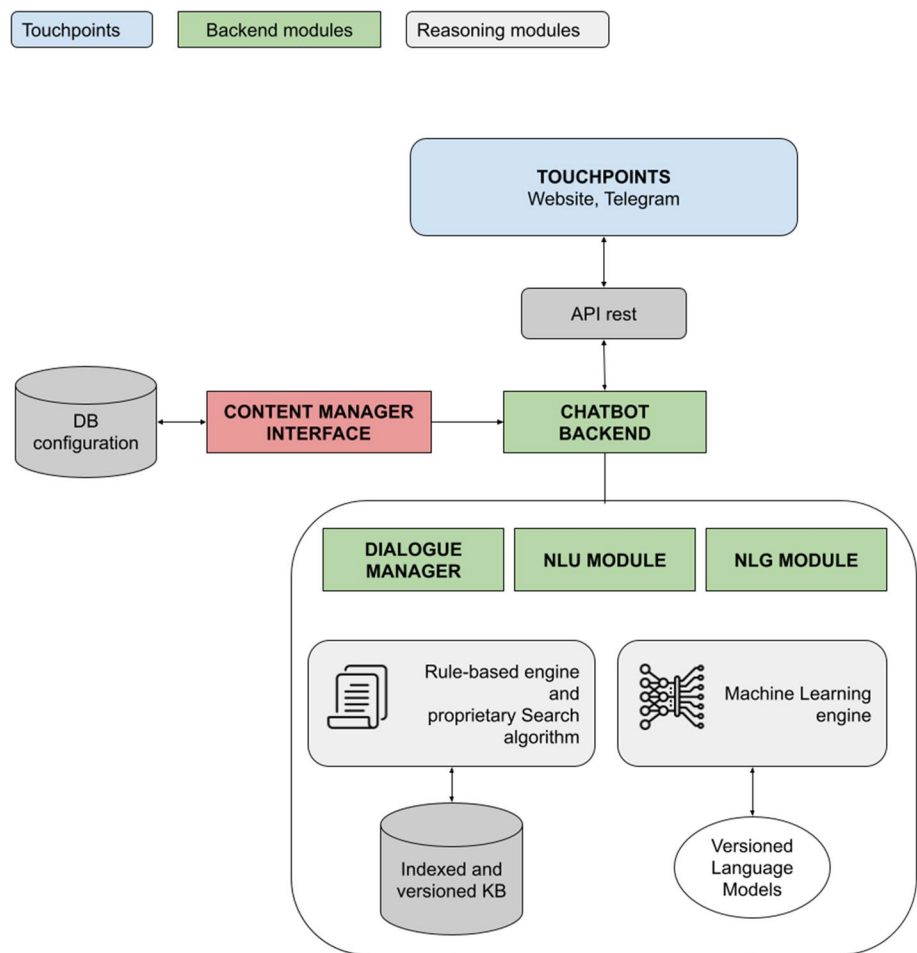 Touchpoints
Backend modules
Reasoning modules
TOUCHPOINTS
Website, Telegram
API rest
DB
configuration
CONTENT MANAGER
INTERFACE
CHATBOT
BACKEND
DIALOGUE
MANAGER
NLU MODULE
NLG MODULE
Rule-based engine
and
proprietary Search
algorithm
Machine Learning
engine
Indexed and
versioned KB
Versioned
Language
Models